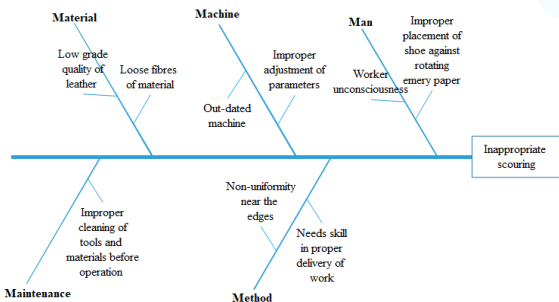 Material
Low grade
quality of
leather
Loose fibres
of material
Machine
Improper
adjustment of
parameters
Out-dated
machine
Man
Improper
placement of
shoe against
rotating
emery paper
Worker
unconsciousness
Inappropriate
scouring
Improper
cleaning of
tools and
materials before
operation
Maintenance
Non-uniformity
near the
edges
Needs skill in
proper
delivery of
work
Method